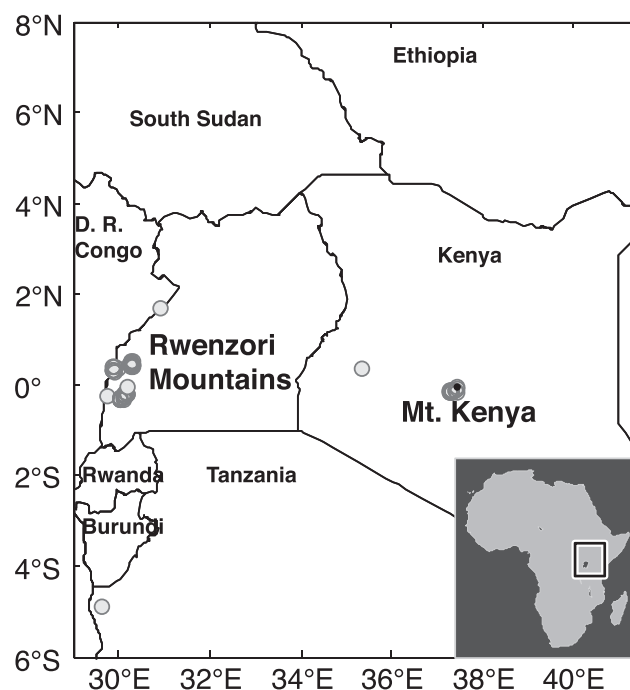 8°N
Ethiopia
6°N
South Sudan
4°N
D. R.
Congo
Kenya
2°N
Rwenzori
Mountains
0°
Mt. Kenya
2°S
Rwanda
Tanzania
Burundi
4°S
6°S
30°E
32°E
34°E
36°E
38°E
40°E